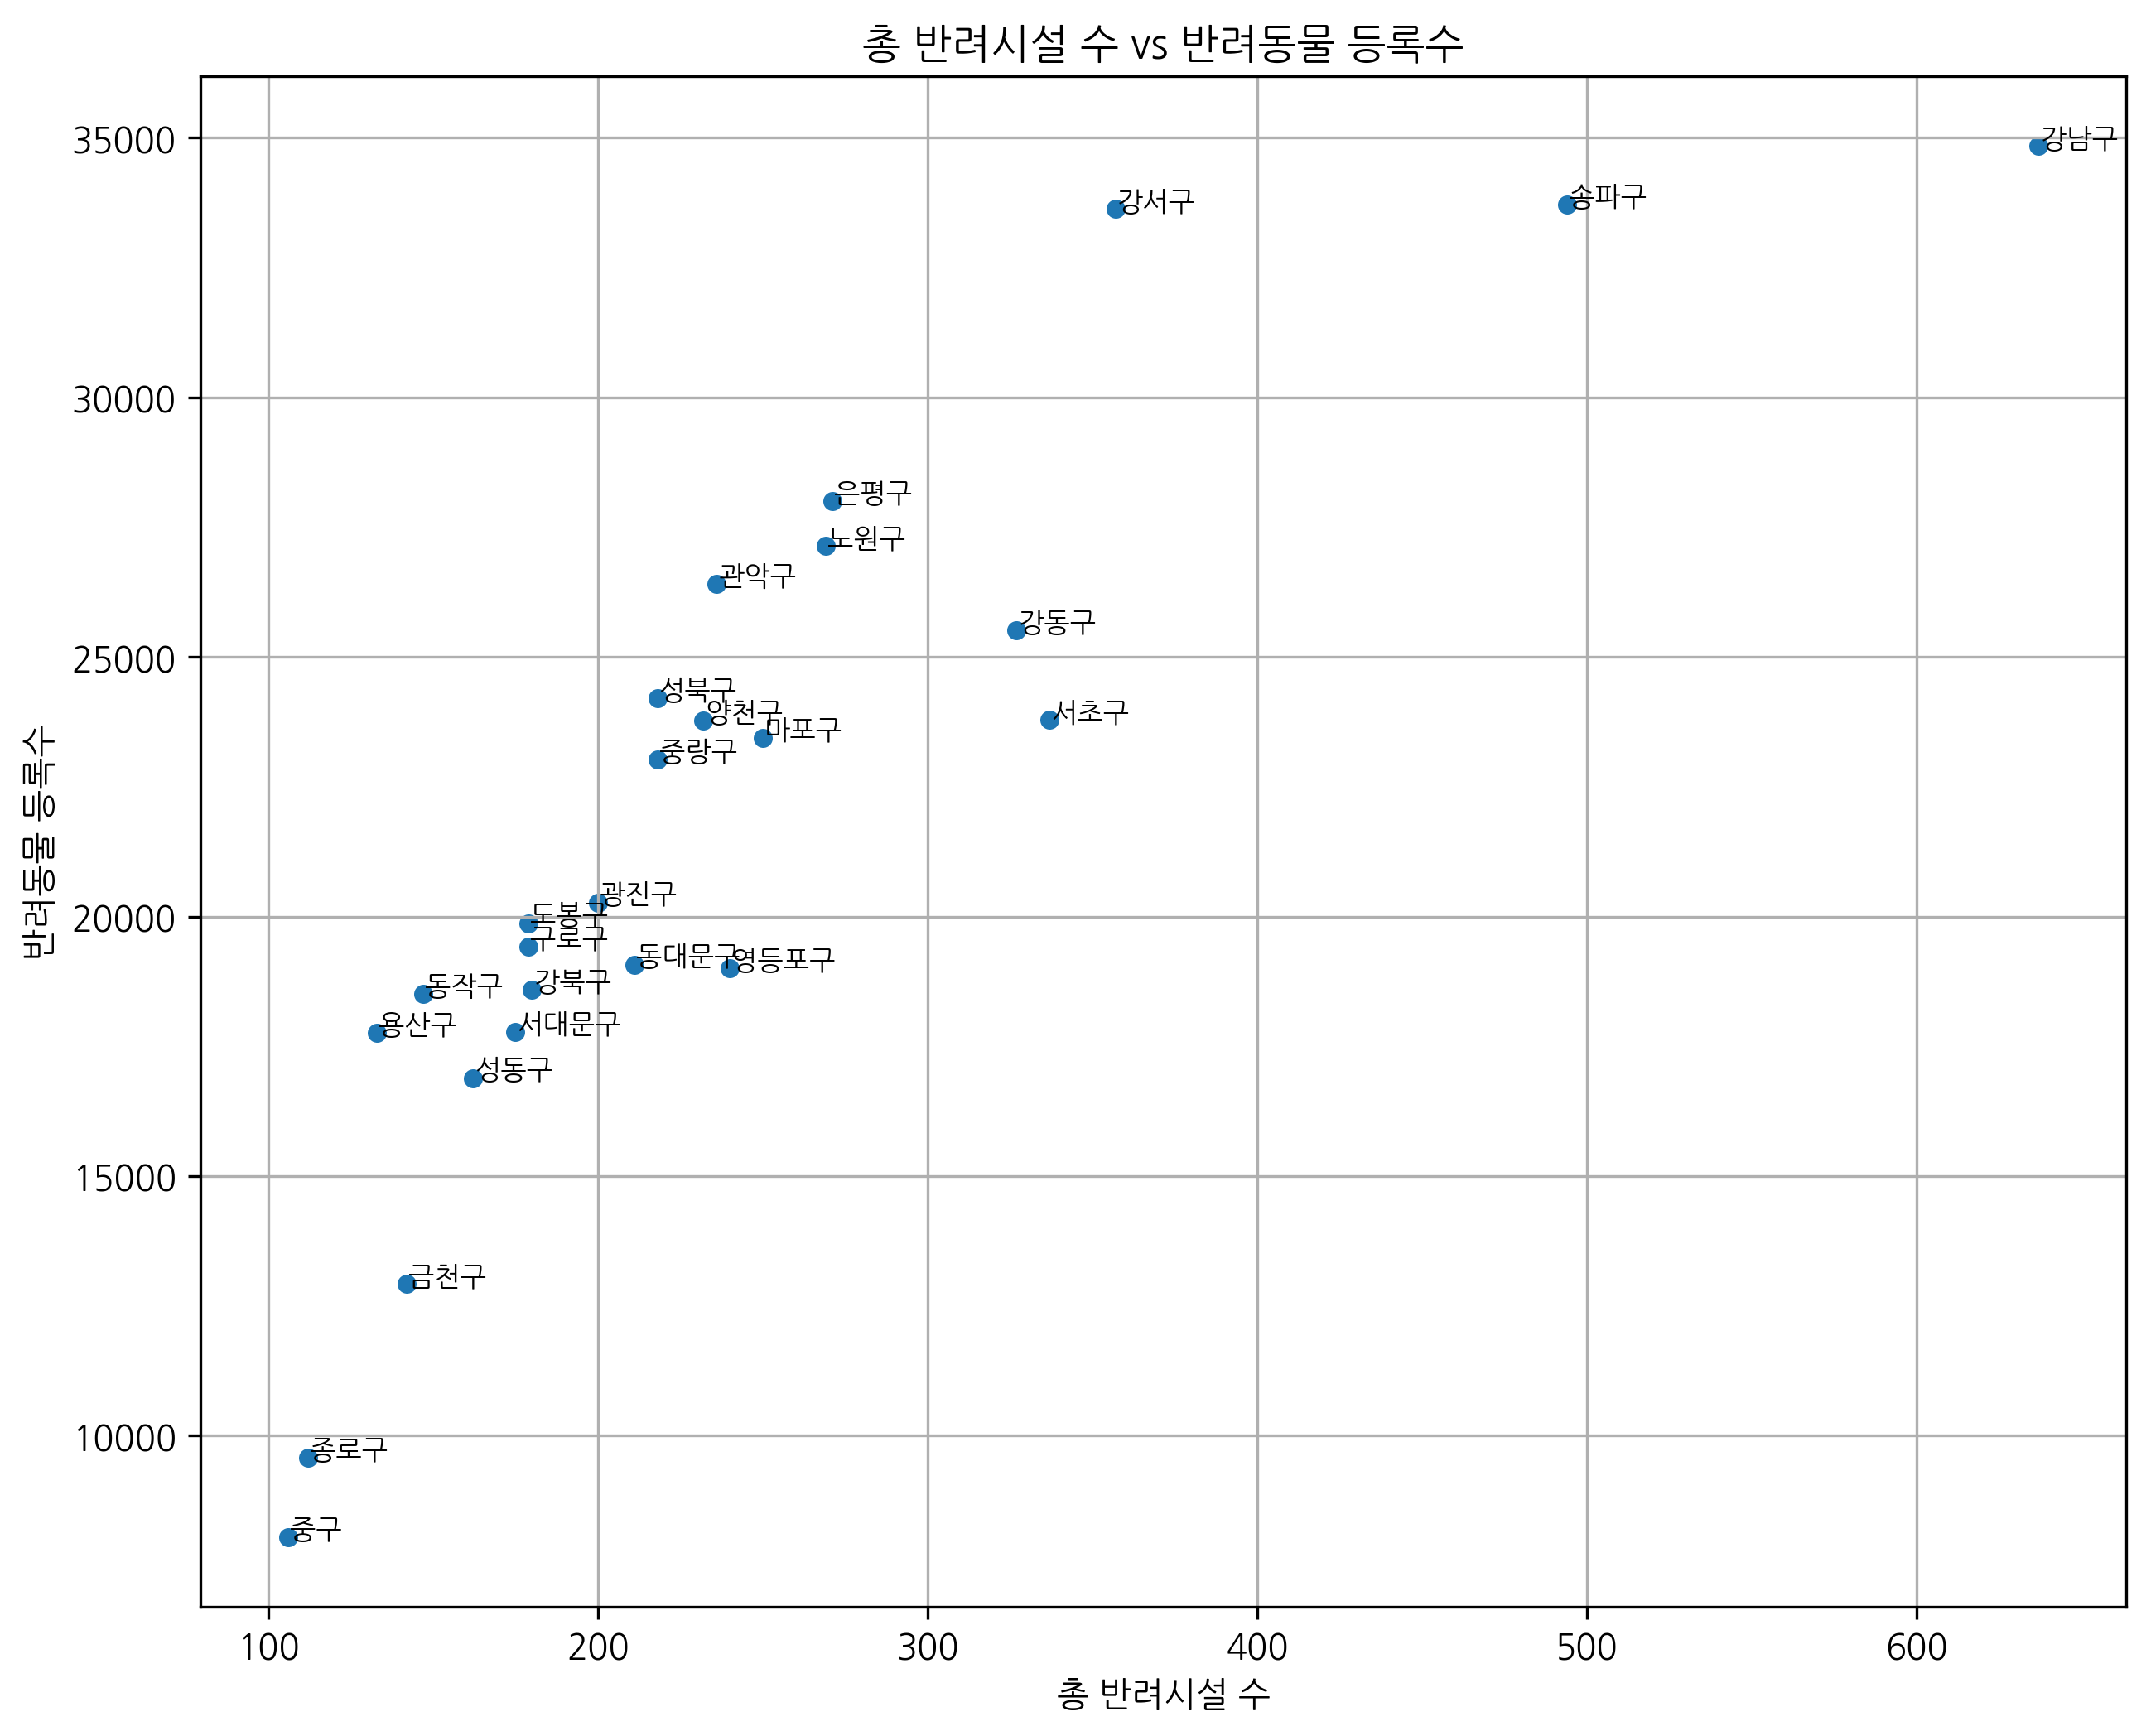 총 반려시설 수 vs 반려동물 등록수
35000
30000
25000
20000
15000
10000
반려동물 등록수
강남구
송파구
강서구
은평구
노원구
관악구
강동구
성북구
양천구
서초구
마포구
중랑구
광진구
도봉구
구로구
동대문구
영등포구
강북구
동작구
용산구
서대문구
성동구
금천구
종로구
중구
100 200 300 400 500 600
총 반려시설 수